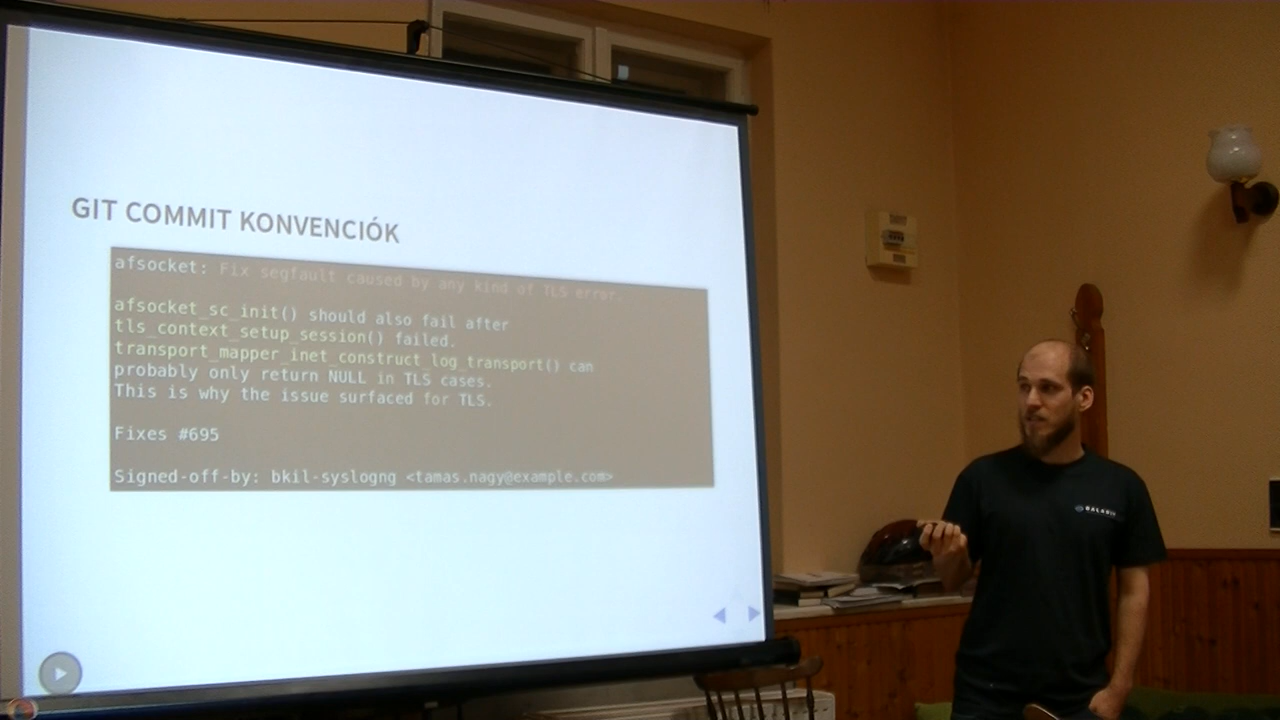 GIT COMMIT KONVENCIÓK
afsocket: Fix segfault caused by any kind of TLS error.
afsocket_sc_init() should also fail after
tls_context_setup_session() failed.
transport_mapper_inet_construct_log_transport() can
probably only return NULL in TLS cases.
This is why the issue surfaced for TLS.
Fixes #695
Signed-off-by: bkil-syslogng <tamas.nagy@example.com>
BALABIT